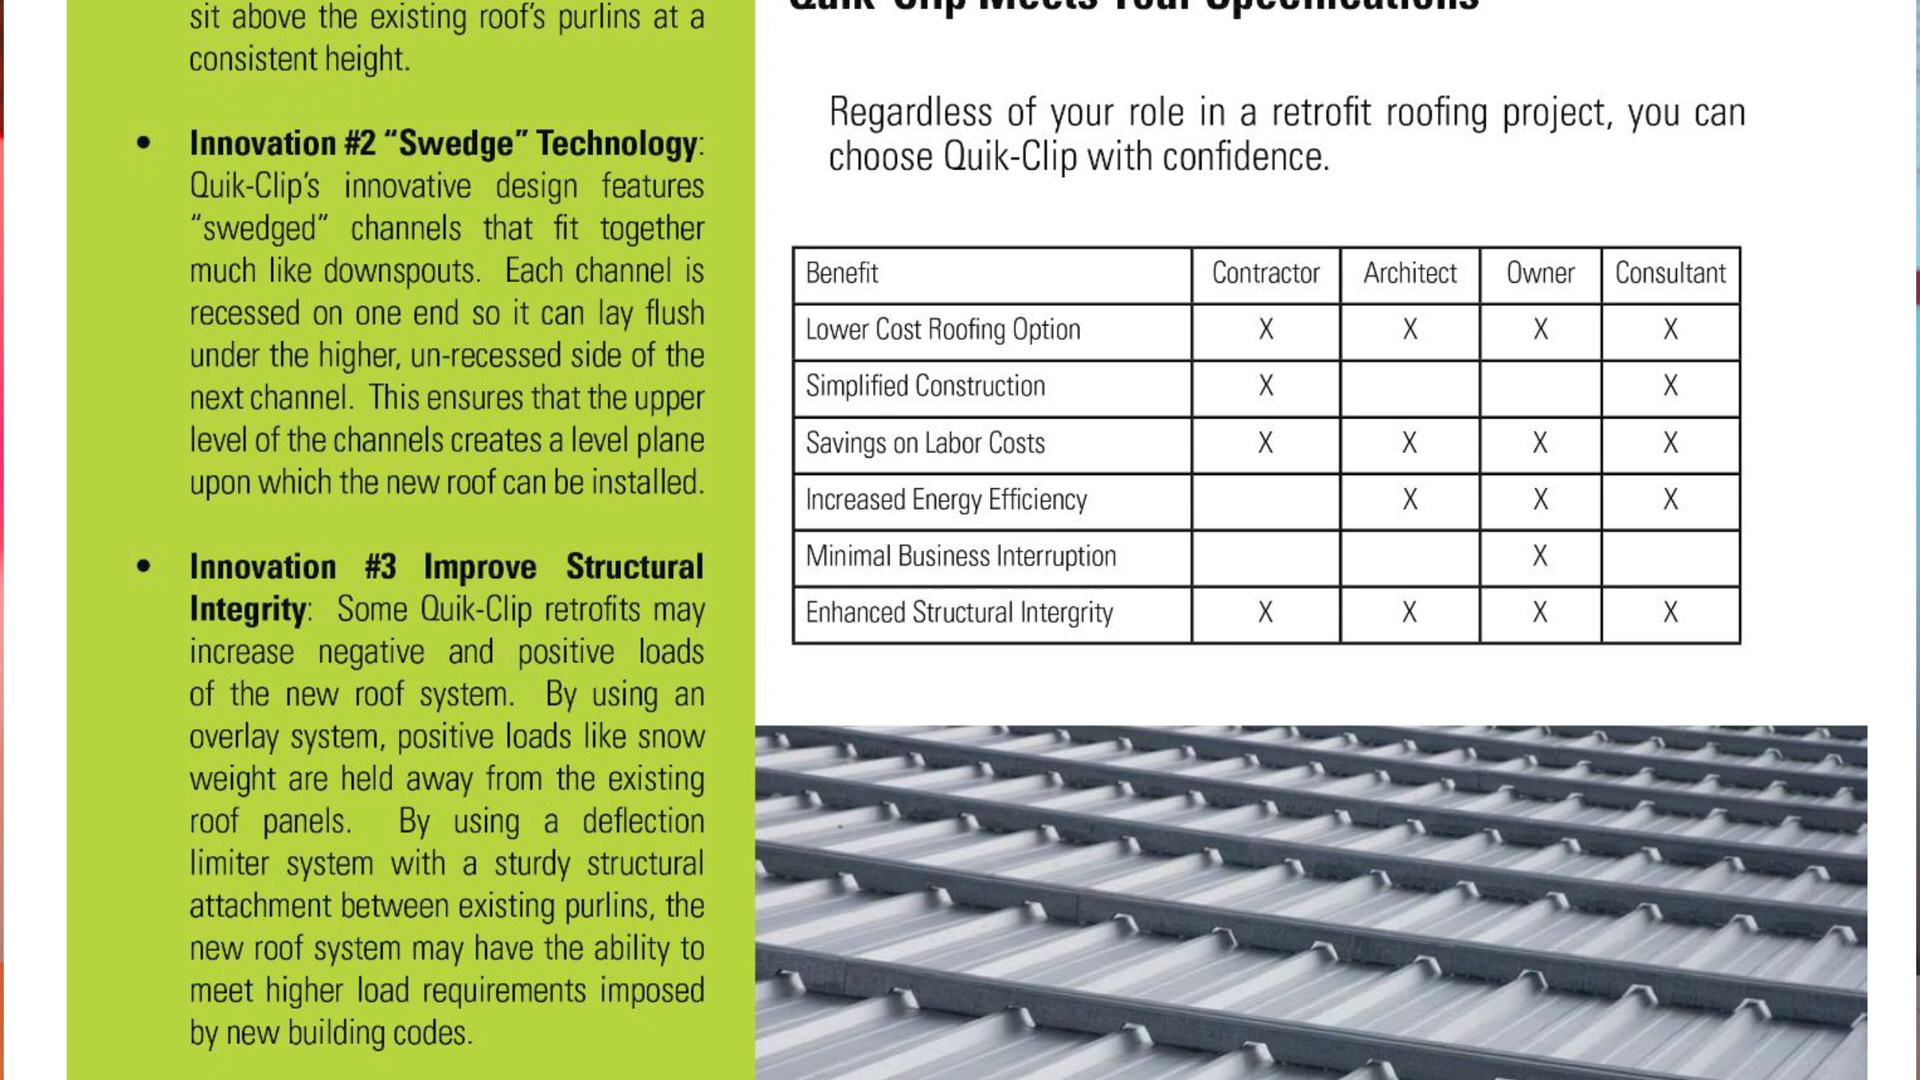 sit above the existing roof's purlins at a
consistent height.
• Innovation #2 “Swedge” Technology:
Quik-Clip's innovative design features
“swedged” channels that fit together
much like downspouts. Each channel is
recessed on one end so it can lay flush
under the higher, un-recessed side of the
next channel. This ensures that the upper
level of the channels creates a level plane
upon which the new roof can be installed.
• Innovation #3 Improve Structural
Integrity: Some Quik-Clip retrofits may
increase negative and positive loads
of the new roof system. By using an
overlay system, positive loads like snow
weight are held away from the existing
roof panels. By using a deflection
limiter system with a sturdy structural
attachment between existing purlins, the
new roof system may have the ability to
meet higher load requirements imposed
by new building codes.
Quik-Clip Meets Your Specifications
Regardless of your role in a retrofit roofing project, you can
choose Quik-Clip with confidence.
Benefit Contractor Architect Owner Consultant
Lower Cost Roofing Option X X X X
Simplified Construction X X
Savings on Labor Costs X X X X
Increased Energy Efficiency X X X
Minimal Business Interruption X
Enhanced Structural Intergrity X X X X